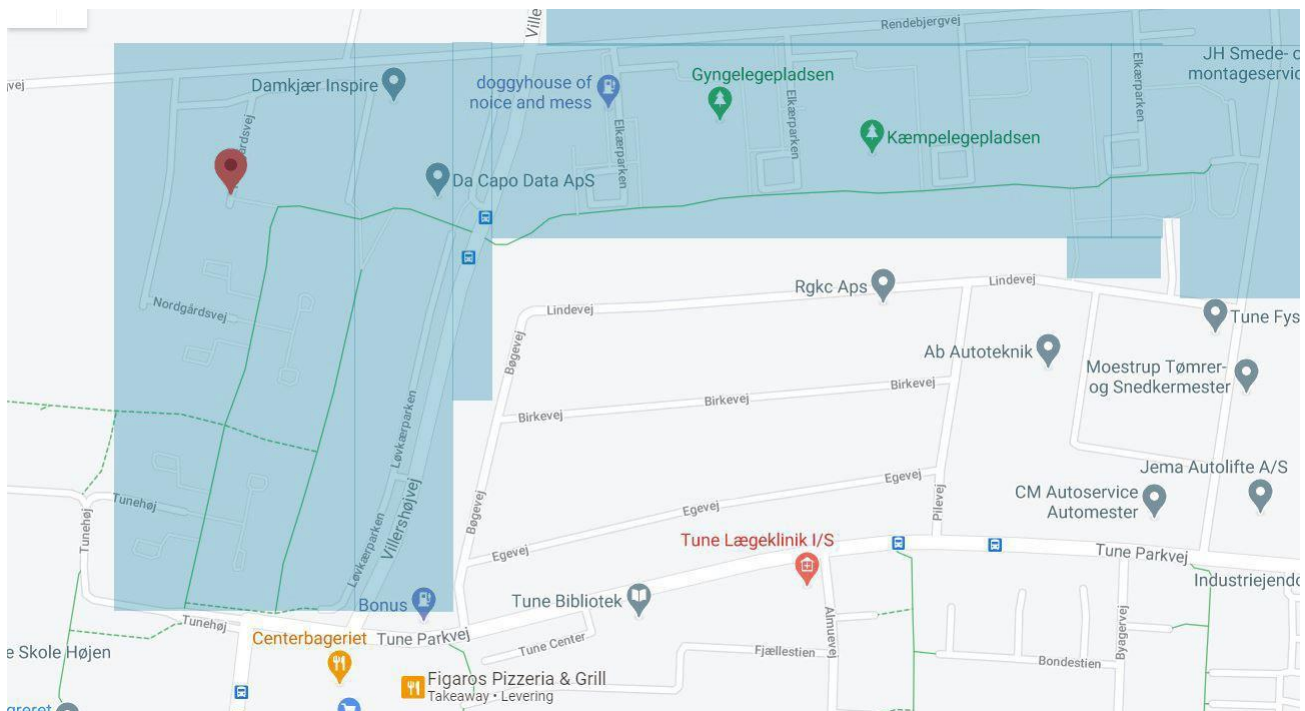 Rendebjergvej
Ville
JH Smede- o
montageservic
vej
Damkjær Inspire
doggyhouse of
noice and mess
Gyngelegepladsen
Elkærparken
Elkærparken
Elkærparken
Kæmpelegepladsen
Da Capo Data ApS
Nordgårdsvej
Lindevej
Rgkc Aps
Lindevej
Tune Fys
Bøgevej
Ab Autoteknik
Moestrup Tømrer-
og Snedkermester
Birkevej
Birkevej
Birkevej
Løvkærparken
Jema Autolifte A/S
Egevej
Egevej
CM Autoservice
Automester
Tunehøj
Tunehøj
Villershøjvej
Bøgevej
Pilevej
Egevej
Tune Lægeklinik I/S
Tune Parkvej
Løvkærparken
Industriejendo
Bonus
Tune Bibliotek
Tunehøj
Centerbageriet
Tune Parkvej
Tune Center
Almuevej
Byagervej
e Skole Højen
Fjællestien
Bondestien
Figaros Pizzeria & Grill
Takeaway • Levering
greret